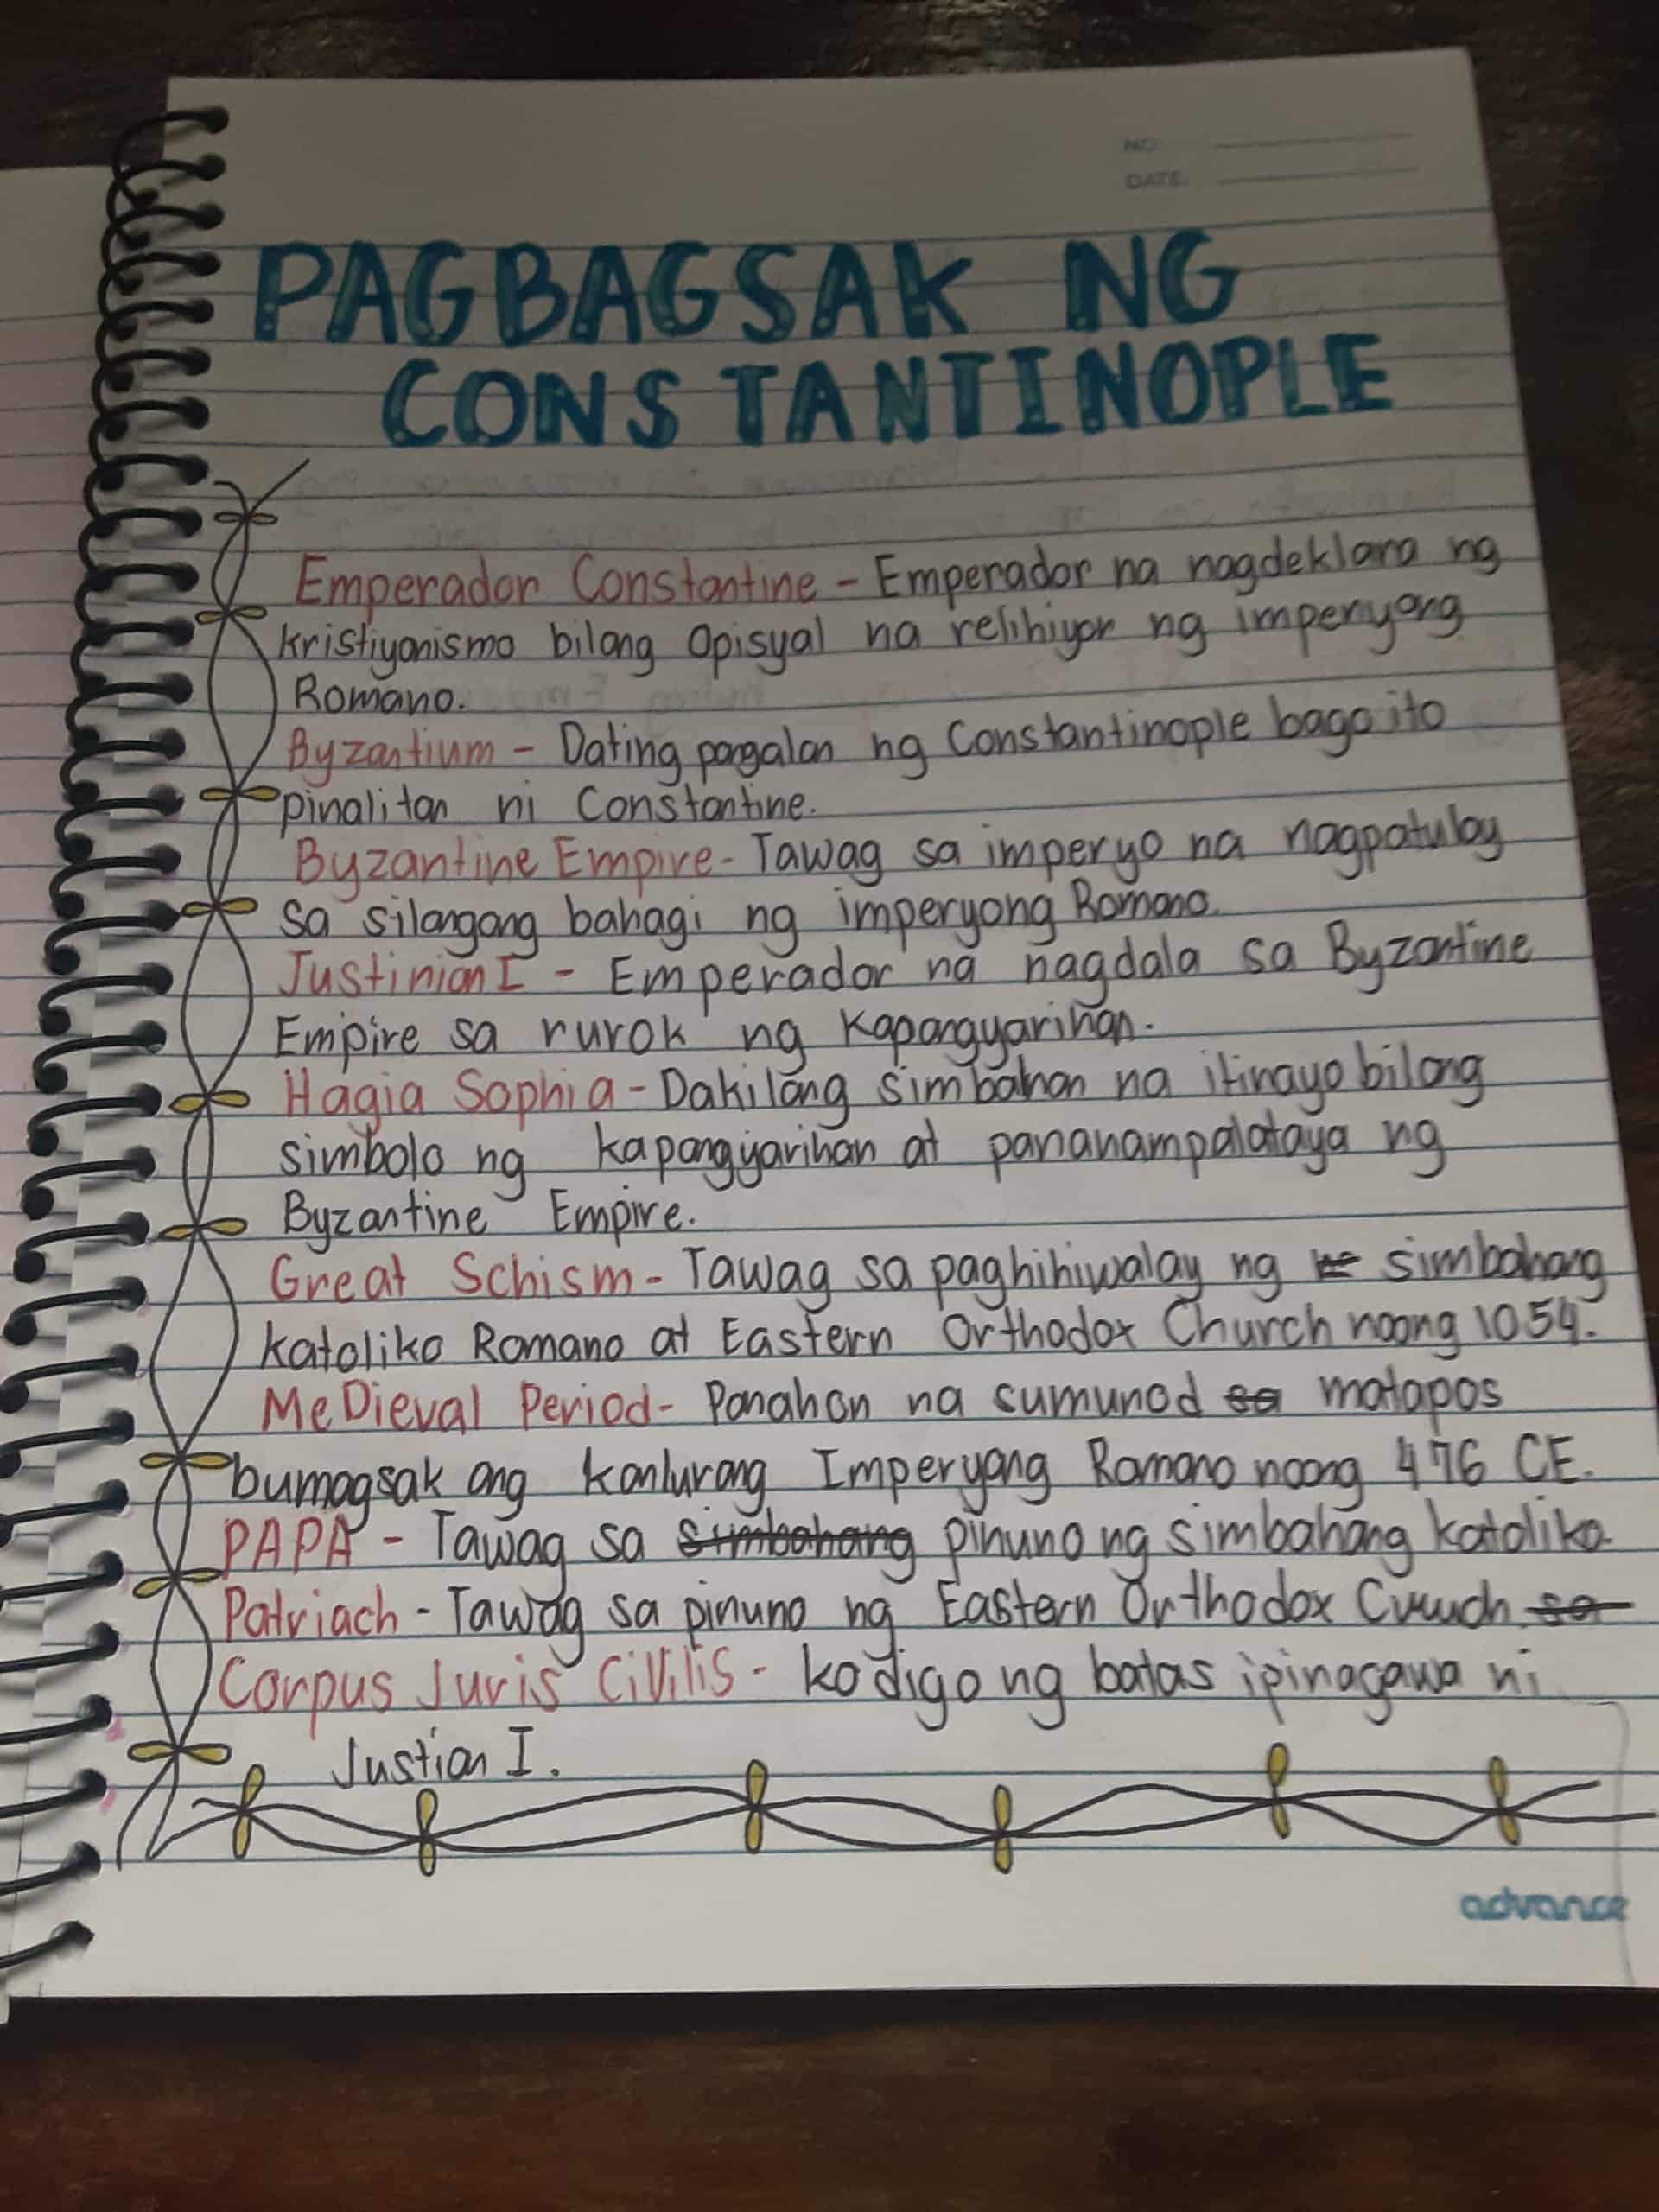 NO:
DATE:
PAGBAGSAK NG
CONSTANTINOPLE
Emperador Constantine - Emperador na nagdeklara ng
kristiyanismo bilang opisyal na relihiyon ng imperyong
Romano.
Byzantium - Dating pangalan ng Constantinople bago ito
pinalitan ni Constantine.
Byzantine Empire - Tawag sa imperyo na nagpatuloy
sa silangang bahagi ng imperyong Romano.
Justinian I - Emperador na nagdala sa Byzantine
Empire sa rurok ng kapangyarihan.
Hagia Sophia - Dakilang simbahan na itinayo bilang
simbolo ng kapangyarihan at pananampalataya ng
Byzantine Empire.
Great Schism - Tawag sa paghihiwalay ng simbahang
katoliko Romano at Eastern Orthodox Church noong 1054.
MeDieval Period - Panahon na sumunod sa matapos
bumagsak ang kanlurang Imperyong Romano noong 476 CE.
PAPA - Tawag sa simbahang pinuno ng simbahang katoliko.
Patriach - Tawag sa pinuno ng Eastern Orthodox sa
Corpus Juris Civilis - kodigo ng batas ipinagawa ni
Justian I.
advance